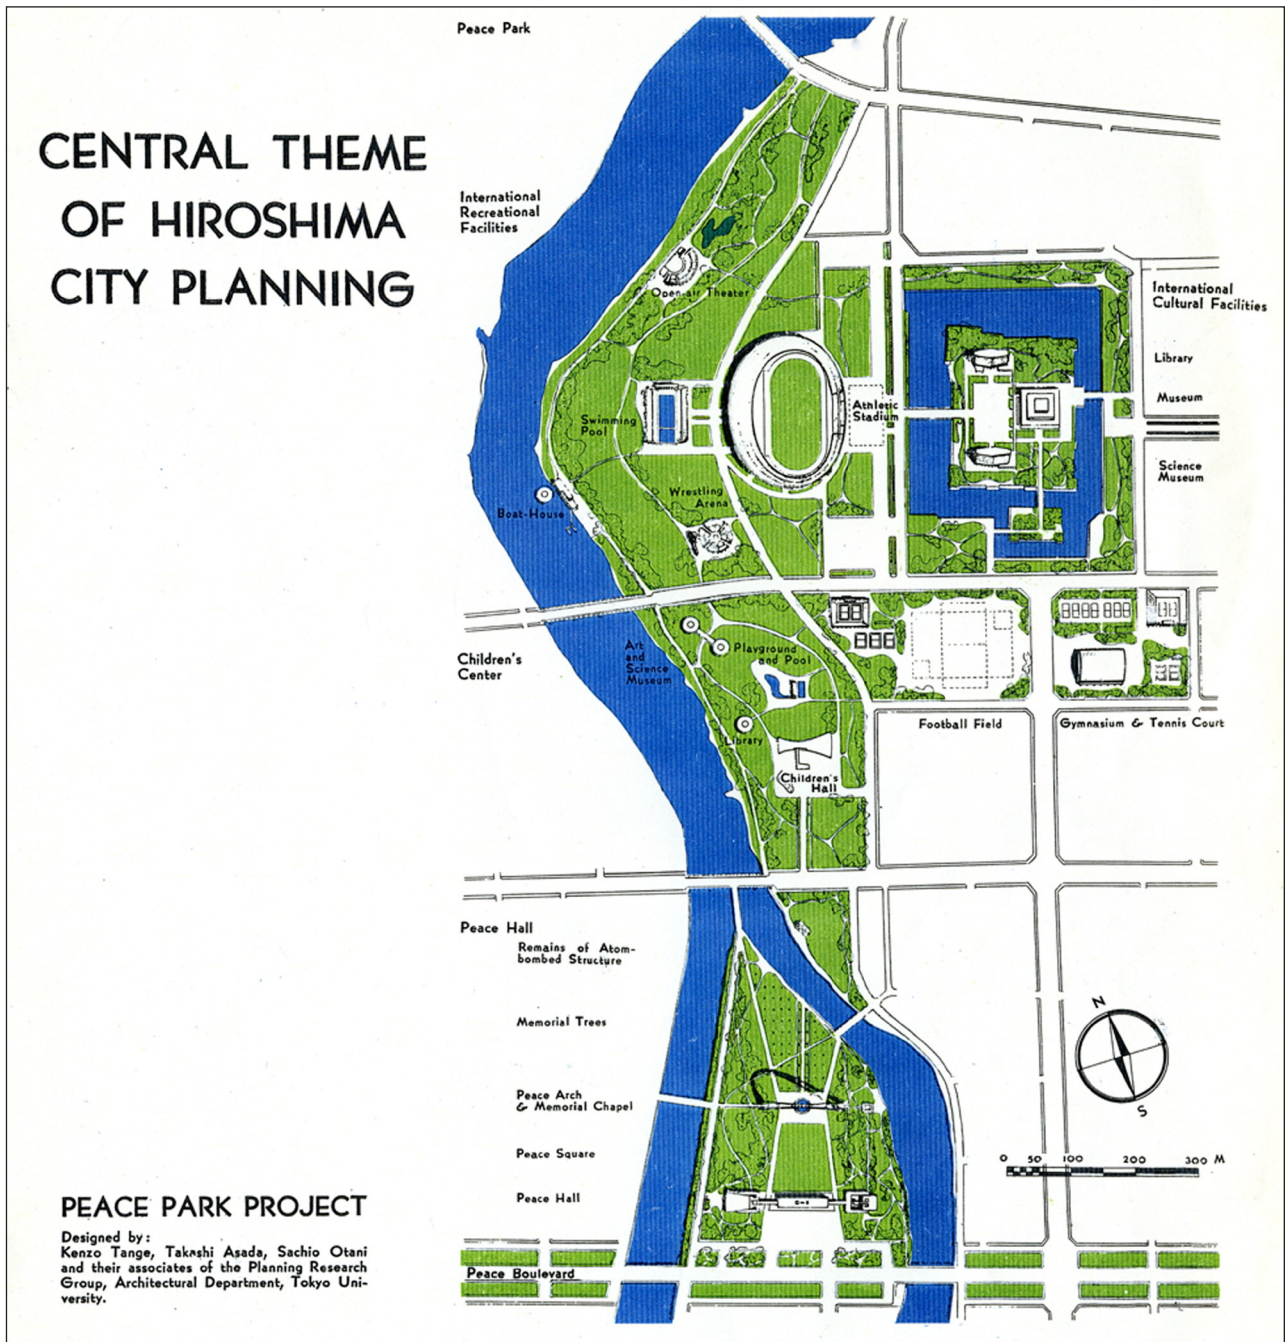 Peace Park
CENTRAL THEME
OF HIROSHIMA
CITY PLANNING
International
Recreational
Facilities
Open-air Theater
International
Cultural Facilities
Library
Museum
Science
Museum
Athletic
Stadium
Swimming
Pool
Wrestling
Arena
Boat-House
Children's
Center
Art
and
Science
Museum
Playground
and Pool
Library
Children's
Hall
Football Field
Gymnasium & Tennis Court
Peace Hall
Remains of Atom-
bombed Structure
Memorial Trees
Peace Arch
& Memorial Chapel
Peace Square
Peace Hall
N
S
0 50 100 200 300 M
Peace Boulevard
PEACE PARK PROJECT
Designed by:
Kenzo Tange, Takashi Asada, Sachio Otani
and their associates of the Planning Research
Group, Architectural Department, Tokyo Uni-
versity.